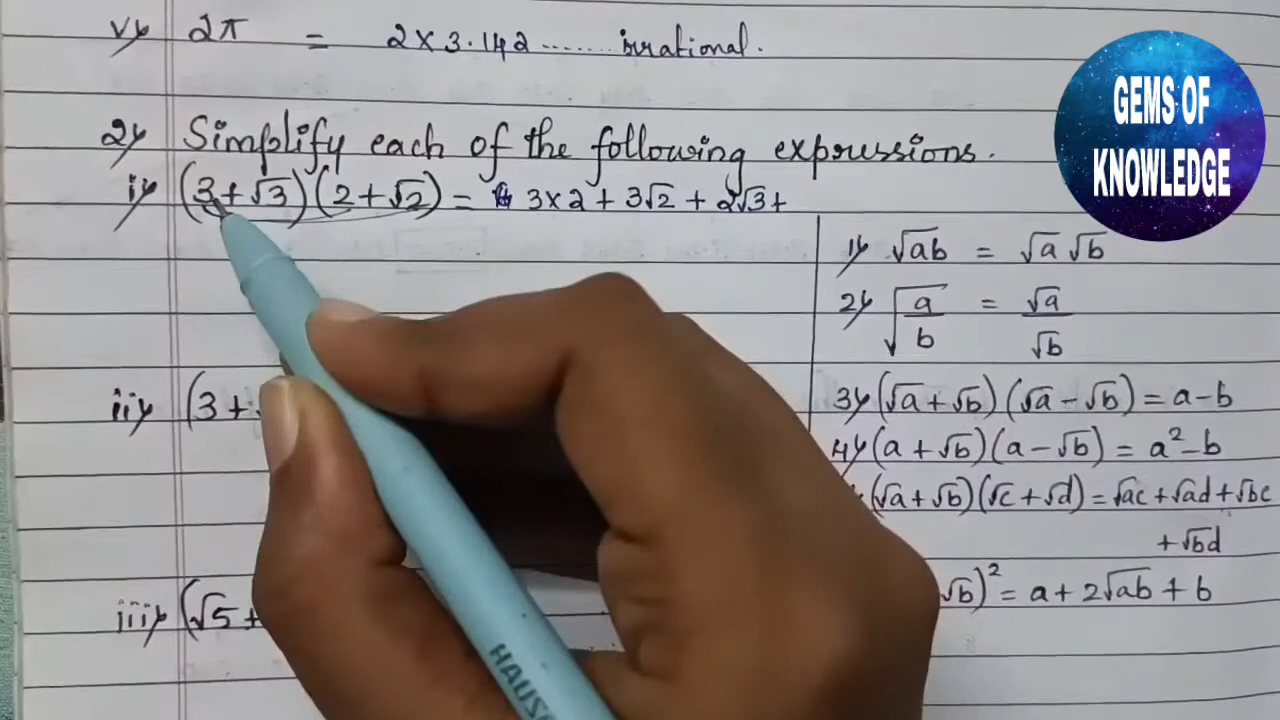 v) 2π = 2×3.142...... irrational.
GEMS OF
KNOWLEDGE
2) Simplify each of the following expressions.
i) (3+√3)(2+√2) = 3×2 + 3√2 + 2√3+
1) √ab = √a √b
2) √(a/b) = √a/√b
ii) (3+
3) (√a+√b)(√a-√b) = a-b
4) (a+√b)(a-√b) = a²-b
(√a+√b)(√c+√d) = √ac+√ad+√bc
+√bd
iii) (√5+
√b)² = a+2√ab+b
HAUS